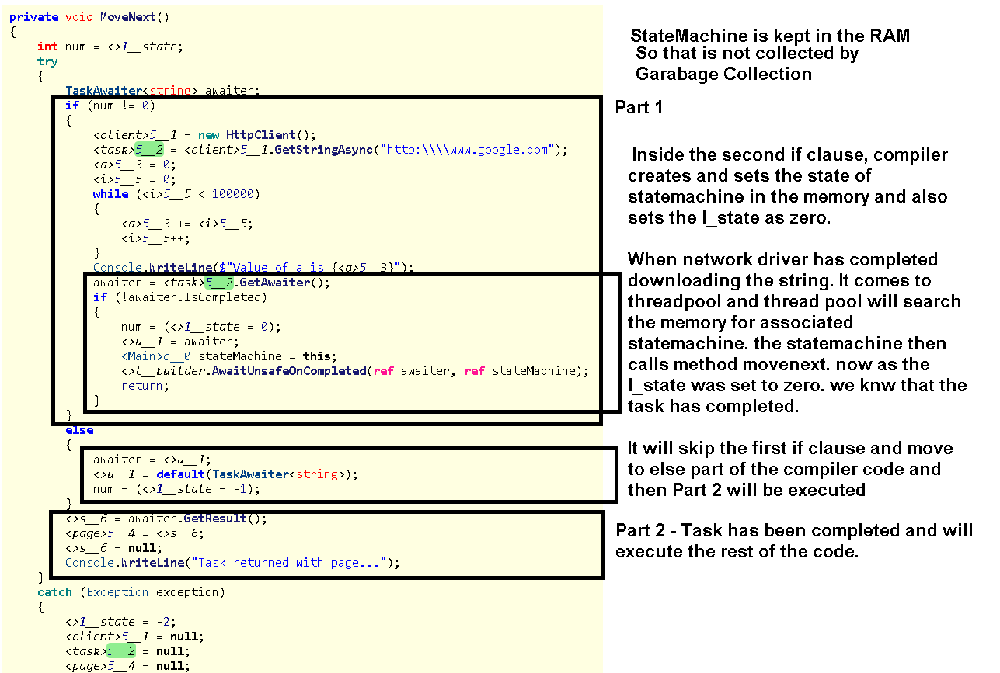 private void MoveNext()
{
int num = <>1__state;
try
{
TaskAwaiter<string> awaiter;
if (num != 0)
{
<client>5__1 = new HttpClient();
<task>5__2 = <client>5__1.GetStringAsync("http:\\\\www.google.com");
<a>5__3 = 0;
<i>5__5 = 0;
while (<i>5__5 < 100000)
{
<a>5__3 += <i>5__5;
<i>5__5++;
}
Console.WriteLine($"Value of a is {<a>5__3}");
awaiter = <task>5__2.GetAwaiter();
if (!awaiter.IsCompleted)
{
num = (<>1__state = 0);
<>u__1 = awaiter;
<Main>d__0 stateMachine = this;
<>t__builder.AwaitUnsafeOnCompleted(ref awaiter, ref stateMachine);
return;
}
}
else
{
awaiter = <>u__1;
<>u__1 = default(TaskAwaiter<string>);
num = (<>1__state = -1);
}
<>s__6 = awaiter.GetResult();
<page>5__4 = <>s__6;
<>s__6 = null;
Console.WriteLine("Task returned with page...");
}
catch (Exception exception)
{
<>1__state = -2;
<client>5__1 = null;
<task>5__2 = null;
<page>5__4 = null;
StateMachine is kept in the RAM
So that is not collected by
Garabage Collection
Part 1
Inside the second if clause, compiler
creates and sets the state of
statemachine in the memory and also
sets the I_state as zero.
When network driver has completed
downloading the string. It comes to
threadpool and thread pool will search
the memory for associated
statemachine. the statemachine then
calls method movenext. now as the
I_state was set to zero. we knw that the
task has completed.
It will skip the first if clause and move
to else part of the compiler code and
then Part 2 will be executed
Part 2 - Task has been completed and will
execute the rest of the code.